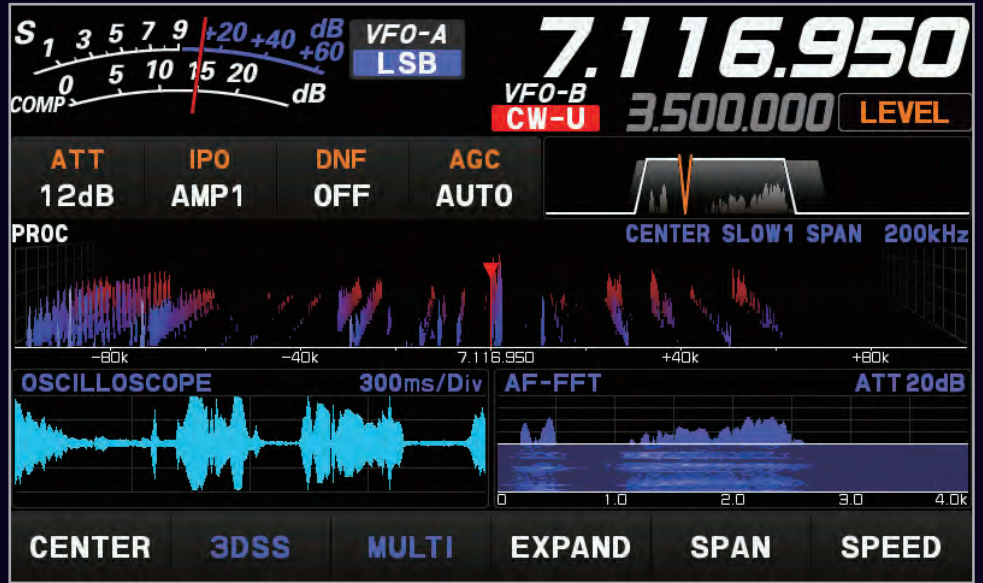 S 1 3 5 7 9 +20 +40 +60 dB
COMP 0 5 10 15 20 dB
VFO-A
LSB
7.116.950
VFO-B
CW-U
3.500.000
LEVEL
ATT IPO DNF AGC
12dB AMP1 OFF AUTO
PROC CENTER SLOW1 SPAN 200kHz
-80k -40k 7.116.950 +40k +80k
OSCILLOSCOPE 300ms/Div
AF-FFT ATT 20dB
0 1.0 2.0 3.0 4.0k
CENTER 3DSS MULTI EXPAND SPAN SPEED